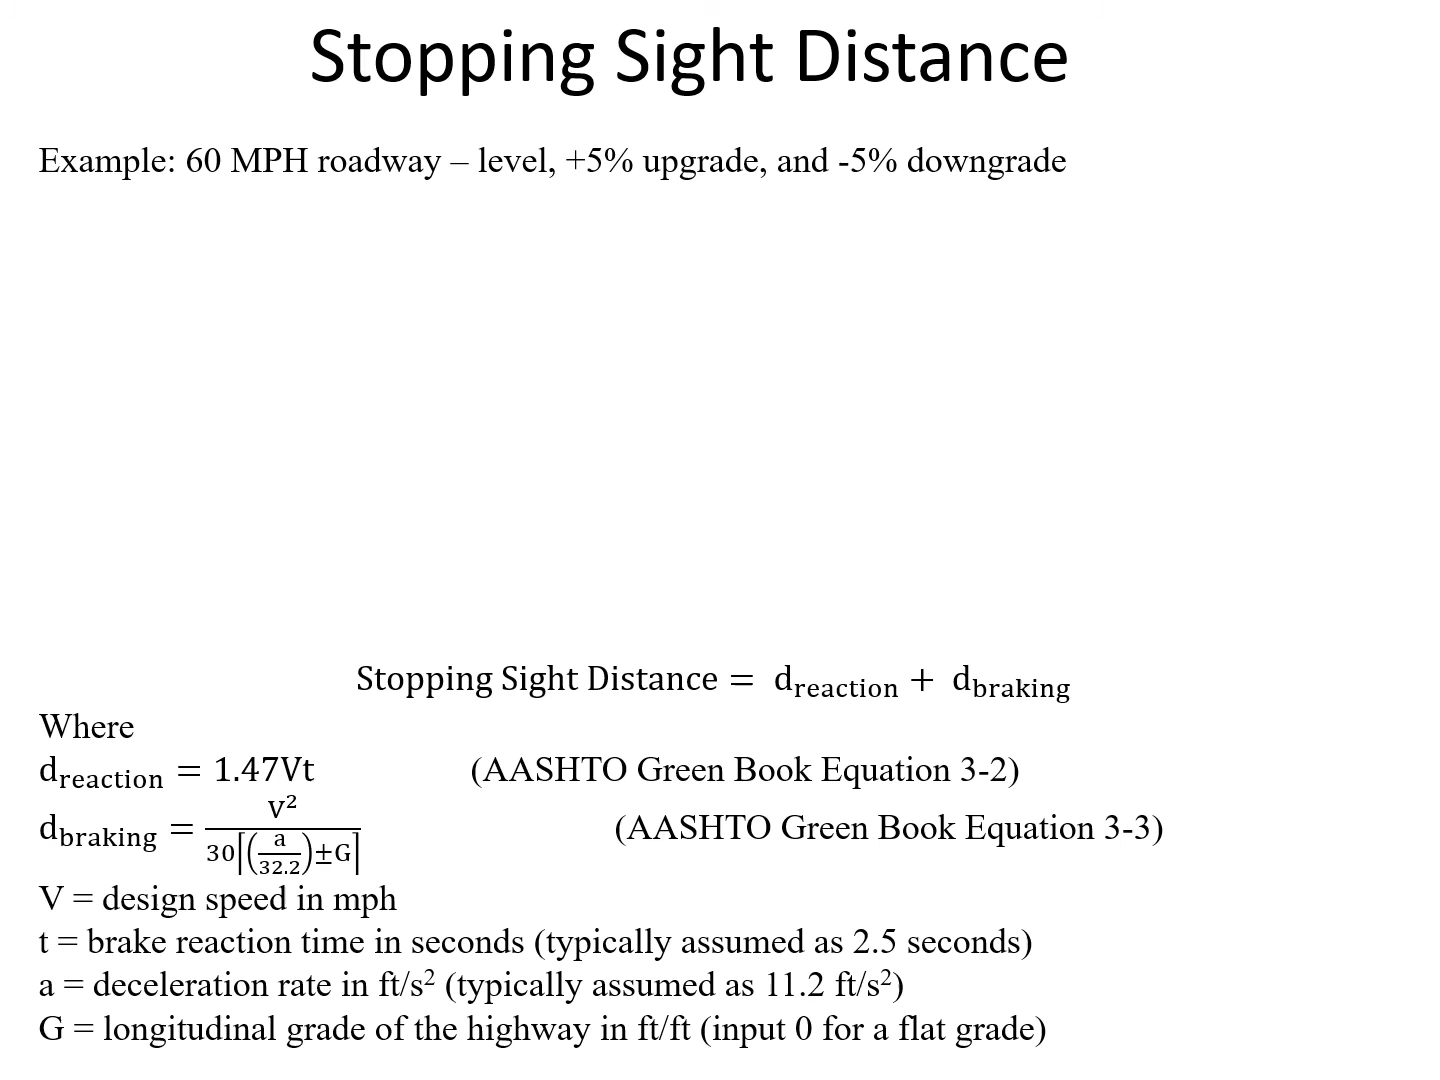 Stopping Sight Distance
Example: 60 MPH roadway – level, +5% upgrade, and -5% downgrade
Stopping Sight Distance = d_reaction + d_braking
Where
d_reaction = 1.47Vt (AASHTO Green Book Equation 3-2)
d_braking = V²/30[(a/32.2)±G] (AASHTO Green Book Equation 3-3)
V = design speed in mph
t = brake reaction time in seconds (typically assumed as 2.5 seconds)
a = deceleration rate in ft/s² (typically assumed as 11.2 ft/s²)
G = longitudinal grade of the highway in ft/ft (input 0 for a flat grade)